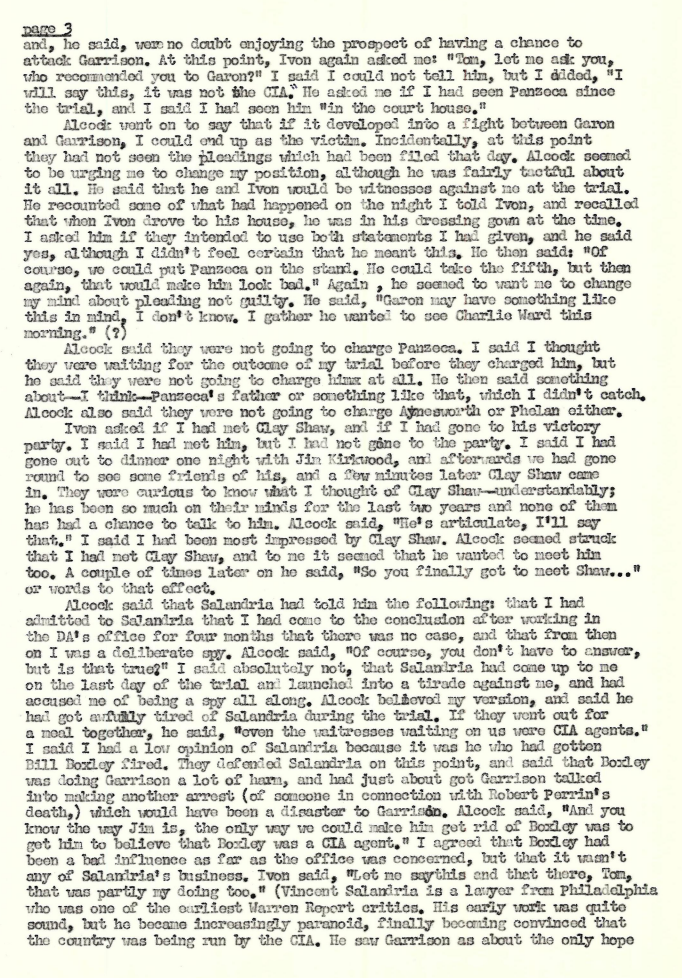 page 3
and, he said, were no doubt enjoying the prospect of having a chance to
attack Garrison. At this point, Ivon again asked me: "Tom, let me ask you,
who recommended you to Garon?" I said I could not tell him, but I ådded, "I
will say this, it was not the CIA." He asked me if I had seen Panzeca since
the trial, and I said I had seen him "in the court house."
Alcock went on to say that if it developed into a fight between Garon
and Garrison, I could end up as the victim. Incidentally, at this point
they had not seen the pleadings which had been filed that day. Alcock seemed
to be urging me to change my position, although he was fairly tactful about
it all. He said that he and Ivon would be witnesses against me at the trial.
He recounted some of what had happened on the night I told Ivon, and recalled
that when Ivon drove to his house, he was in his dressing gown at the time.
I asked him if they intended to use both statements I had given, and he said
yes, although I didn't feel certain that he meant this. He then said: "Of
course, we could put Panzeca on the stand. He could take the fifth, but then
again, that would make him look bad." Again , he seemed to want me to change
my mind about pleading not guilty. He said, "Garon may have something like
this in mind, I don't know. I gather he wanted to see Charlie Ward this
morning." (?)
Alcock said they were not going to charge Panzeca. I said I thought
they were waiting for the outcome of my trial before they charged him, but
he said they were not going to charge himx at all. He then said something
about—I think—Panzeca's father or something like that, which I didn't catch.
Alcock also said they were not going to charge Aynesworth or Phelan either.
Ivon asked if I had met Clay Shaw, and if I had gone to his victory
party. I said I had met him, but I had not gone to the party. I said I had
gone out to dinner one night with Jim Kirkwood, and afterwards we had gone
round to see some friends of his, and a few minutes later Clay Shaw came
in. They were curious to know what I thought of Clay Shaw—understandably;
he has been so much on their minds for the last two years and none of them
has had a chance to talk to him. Alcock said, "He's articulate, I'll say
that." I said I had been most impressed by Clay Shaw. Alcock seemed struck
that I had met Clay Shaw, and to me it seemed that he wanted to meet him
too. A couple of times later on he said, "So you finally got to meet Shaw..."
or words to that effect.
Alcock said that Salandria had told him the following: that I had
admitted to Salandria that I had come to the conclusion after working in
the DA's office for four months that there was no case, and that from then
on I was a deliberate spy. Alcock said, "Of course, you don't have to answer,
but is that true?" I said absolutely not, that Salandria had come up to me
on the last day of the trial and launched into a tirade against me, and had
accused me of being a spy all along. Alcock believed my version, and said he
had got awfully tired of Salandria during the trial. If they went out for
a meal together, he said, "even the waitresses waiting on us were CIA agents."
I said I had a low opinion of Salandria because it was he who had gotten
Bill Boxley fired. They defended Salandria on this point, and said that Boxley
was doing Garrison a lot of harm, and had just about got Garrison talked
into making another arrest (of someone in connection with Robert Perrin's
death,) which would have been a disaster to Garrison. Alcock said, "And you
know the way Jim is, the only way we could make him get rid of Boxley was to
get him to believe that Boxley was a CIA agent." I agreed that Boxley had
been a bad influence as far as the office was concerned, but that it wasn't
any of Salandria's business. Ivon said, "Let me saythis and that there, Tom,
that was partly my doing too." (Vincent Salandria is a lawyer from Philadelphia
who was one of the earliest Warren Report critics. His early work was quite
sound, but he became increasingly paranoid, finally becoming convinced that
the country was being run by the CIA. He saw Garrison as about the only hope